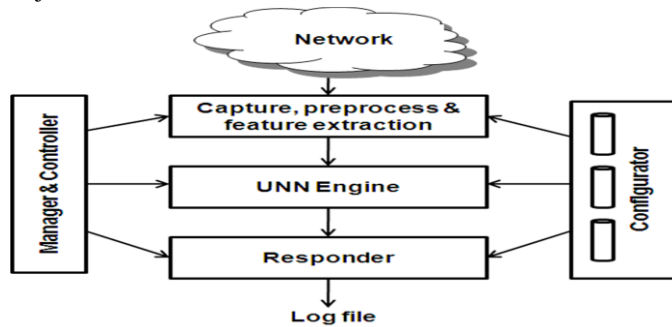 Network
Capture, preprocess &
feature extraction
Manager & Controller
UNN Engine
Configurator
Responder
Log file